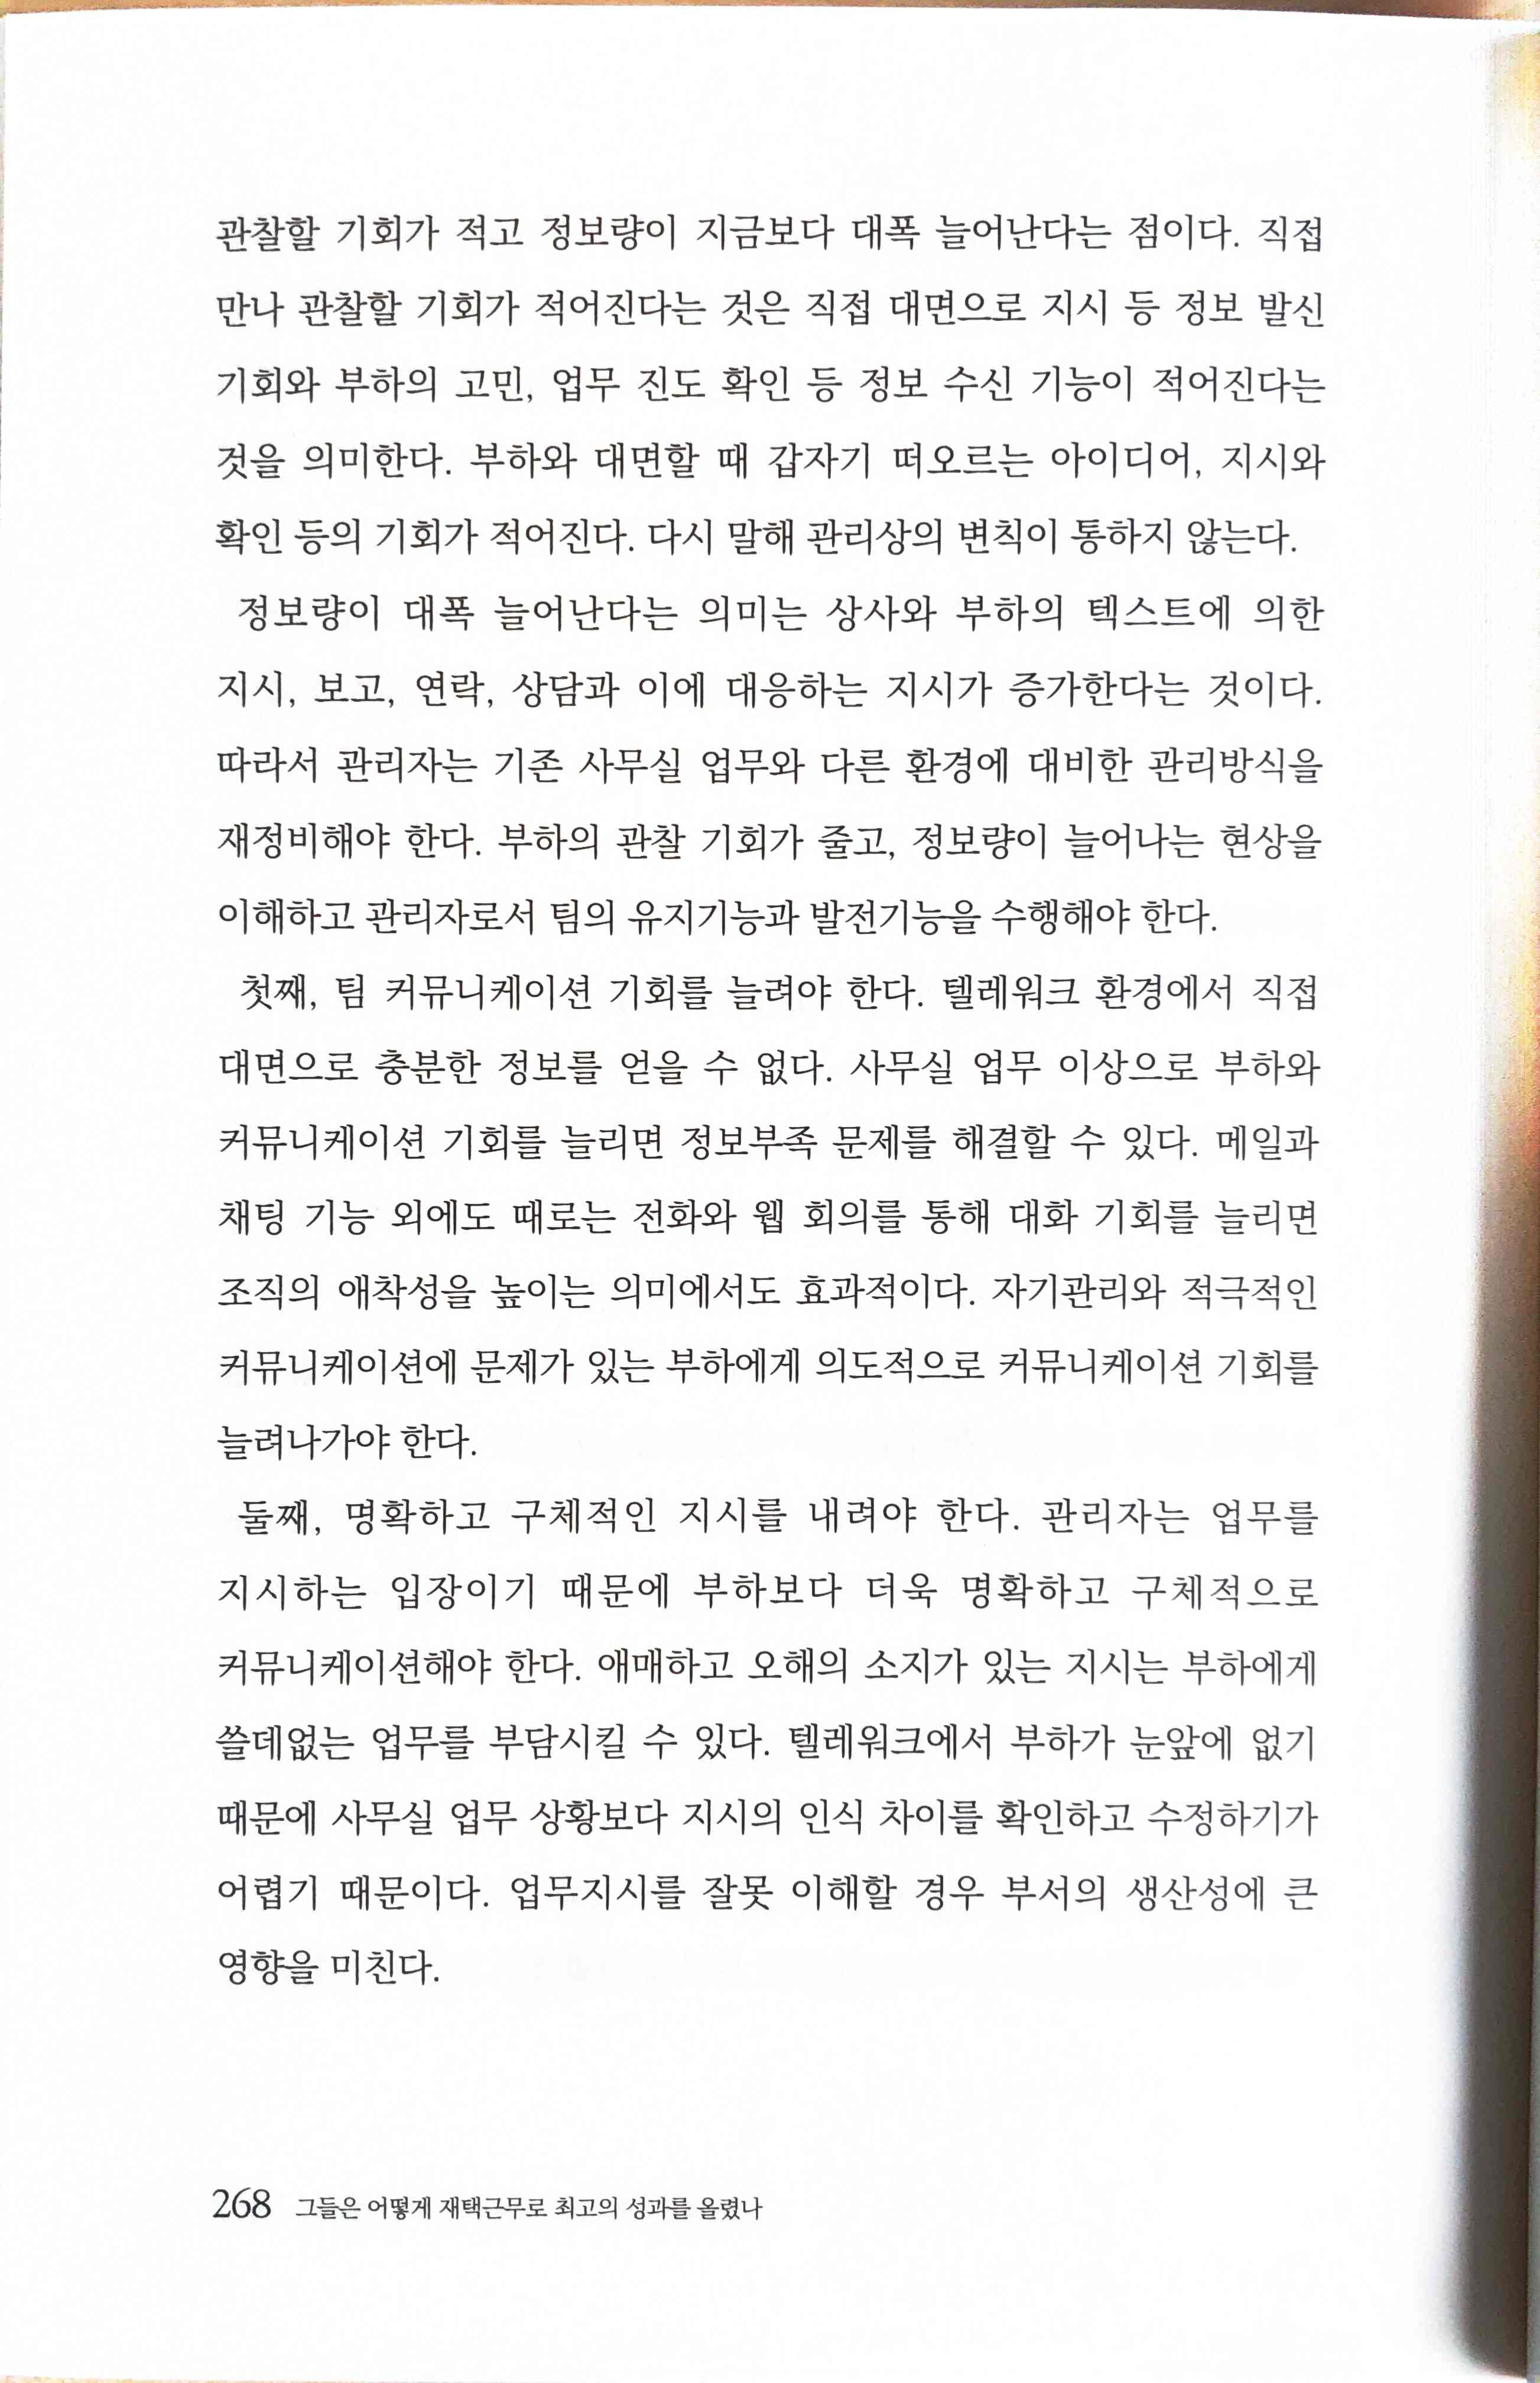 관찰할 기회가 적고 정보량이 지금보다 대폭 늘어난다는 점이다. 직접
만나 관찰할 기회가 적어진다는 것은 직접 대면으로 지시 등 정보 발신
기회와 부하의 고민, 업무 진도 확인 등 정보 수신 기능이 적어진다는
것을 의미한다. 부하와 대면할 때 갑자기 떠오르는 아이디어, 지시와
확인 등의 기회가 적어진다. 다시 말해 관리상의 변칙이 통하지 않는다.
정보량이 대폭 늘어난다는 의미는 상사와 부하의 텍스트에 의한
지시, 보고, 연락, 상담과 이에 대응하는 지시가 증가한다는 것이다.
따라서 관리자는 기존 사무실 업무와 다른 환경에 대비한 관리방식을
재정비해야 한다. 부하의 관찰 기회가 줄고, 정보량이 늘어나는 현상을
이해하고 관리자로서 팀의 유지기능과 발전기능을 수행해야 한다.
첫째, 팀 커뮤니케이션 기회를 늘려야 한다. 텔레워크 환경에서 직접
대면으로 충분한 정보를 얻을 수 없다. 사무실 업무 이상으로 부하와
커뮤니케이션 기회를 늘리면 정보부족 문제를 해결할 수 있다. 메일과
채팅 기능 외에도 때로는 전화와 웹 회의를 통해 대화 기회를 늘리면
조직의 애착성을 높이는 의미에서도 효과적이다. 자기관리와 적극적인
커뮤니케이션에 문제가 있는 부하에게 의도적으로 커뮤니케이션 기회를
늘려나가야 한다.
둘째, 명확하고 구체적인 지시를 내려야 한다. 관리자는 업무를
지시하는 입장이기 때문에 부하보다 더욱 명확하고 구체적으로
커뮤니케이션해야 한다. 애매하고 오해의 소지가 있는 지시는 부하에게
쓸데없는 업무를 부담시킬 수 있다. 텔레워크에서 부하가 눈앞에 없기
때문에 사무실 업무 상황보다 지시의 인식 차이를 확인하고 수정하기가
어렵기 때문이다. 업무지시를 잘못 이해할 경우 부서의 생산성에 큰
영향을 미친다.
268 그들은 어떻게 재택근무로 최고의 성과를 올렸나